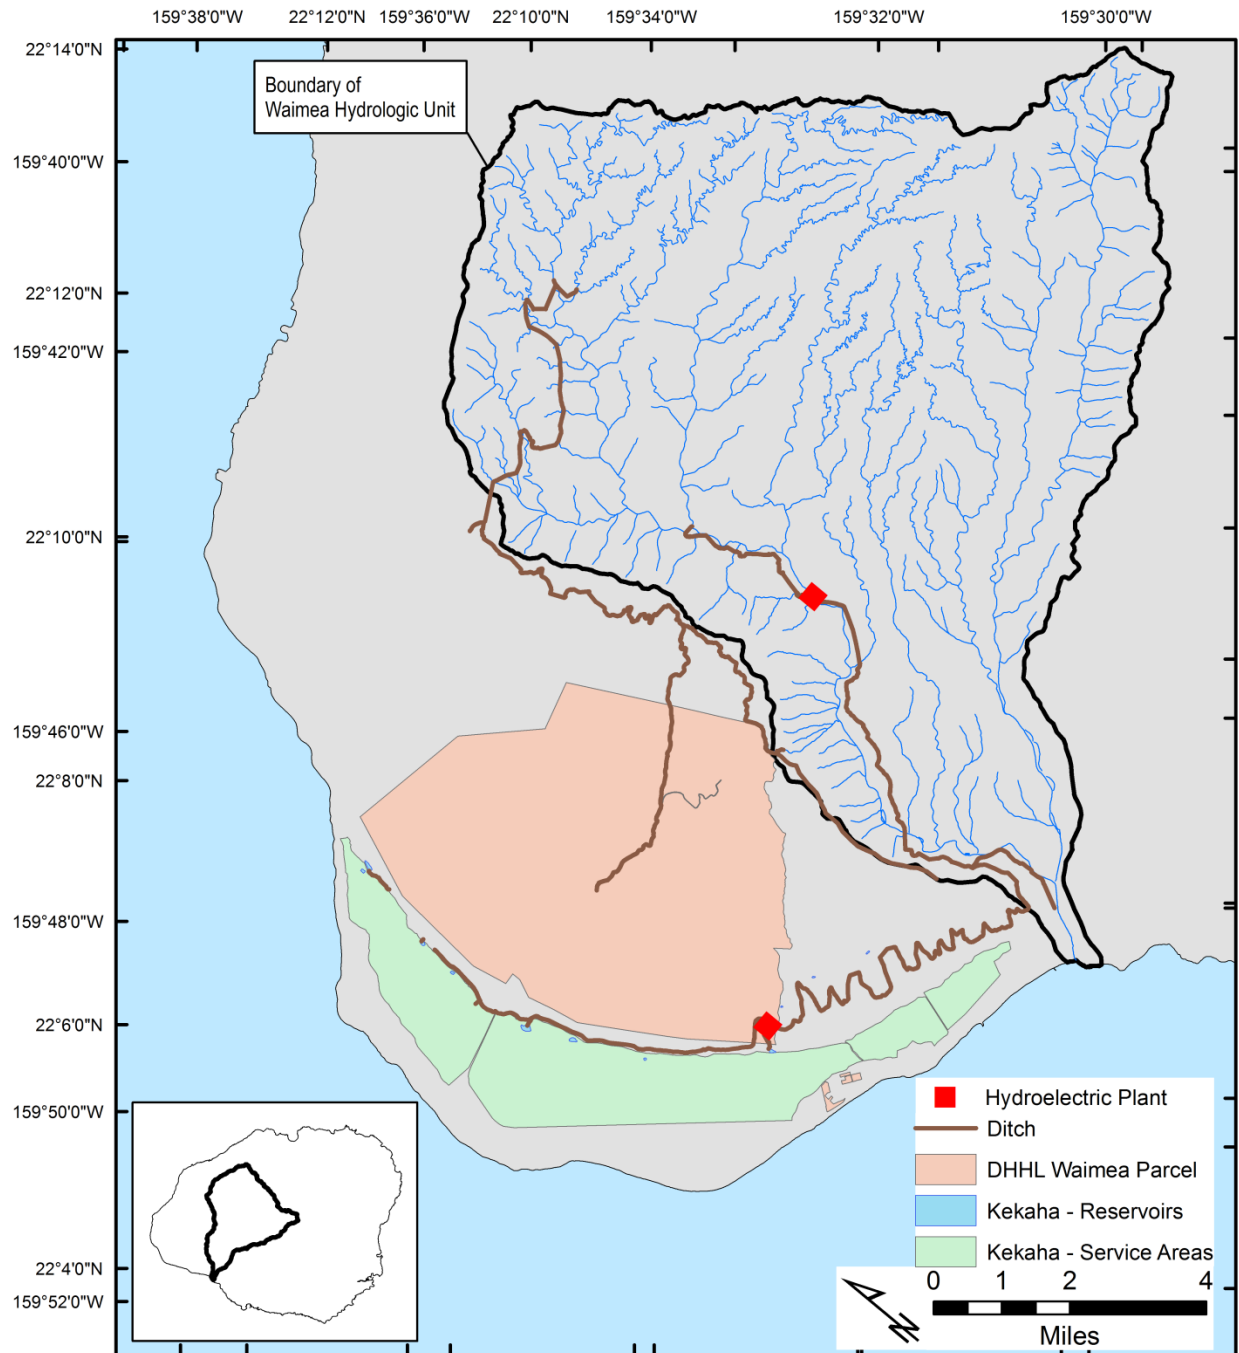 159°38'0"W 22°12'0"N 159°36'0"W 22°10'0"N 159°34'0"W 159°32'0"W 159°30'0"W
22°14'0"N
Boundary of
Waimea Hydrologic Unit
159°40'0"W
22°12'0"N
159°42'0"W
22°10'0"N
159°46'0"W
22°8'0"N
159°48'0"W
22°6'0"N
159°50'0"W
22°4'0"N
159°52'0"W
Hydroelectric Plant
Ditch
DHHL Waimea Parcel
Kekaha - Reservoirs
Kekaha - Service Areas
0 1 2 4
Miles
N